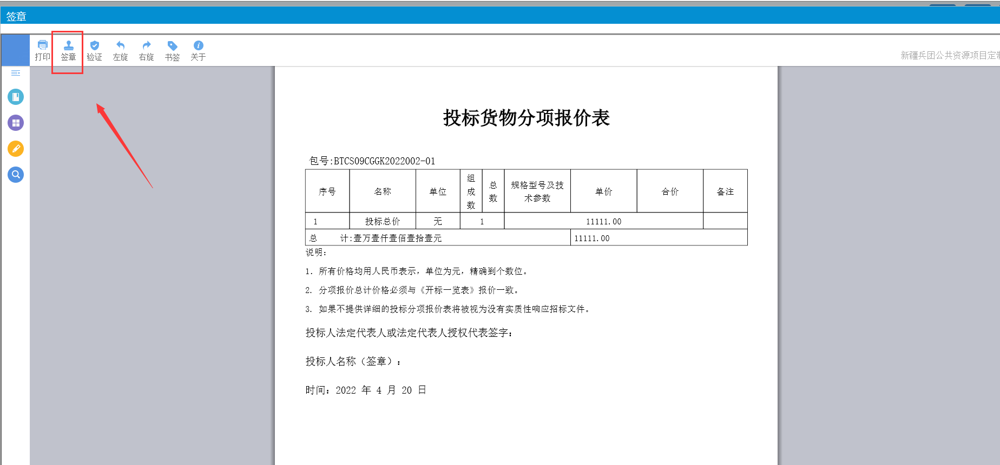 签章
打印 签章 验证 左旋 右旋 书签 关于
新疆兵团公共资源项目定制
投标货物分项报价表
包号:BTCS09CGGK2022002-01
序号 名称 单位 组成数 总数 规格型号及技术参数 单价 合价 备注
1 投标总价 无 1 11111.00
总 计:壹万壹仟壹佰壹拾壹元 11111.00
说明:
1. 所有价格均用人民币表示，单位为元，精确到个数位。
2. 分项报价总计价格必须与《开标一览表》报价一致。
3. 如果不提供详细的投标分项报价表将被视为没有实质性响应招标文件。
投标人法定代表人或法定代表人授权代表签字:
投标人名称（签章）:
时间: 2022 年 4 月 20 日